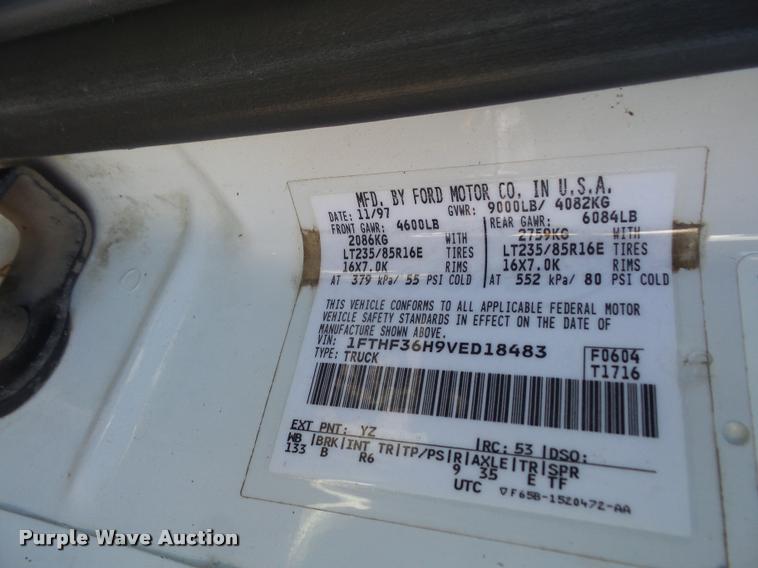 MFD. BY FORD MOTOR CO. IN U.S.A.
DATE: 11/97 GVWR: 9000LB/ 4082KG
FRONT GAWR: 4600LB REAR GAWR: 6084LB
2086KG WITH 2759KG WITH
LT235/85R16E TIRES LT235/85R16E TIRES
16X7.0K RIMS 16X7.0K RIMS
AT 379 kPa/ 55 PSI COLD AT 552 kPa/ 80 PSI COLD
THIS VEHICLE CONFORMS TO ALL APPLICABLE FEDERAL MOTOR
VEHICLE SAFETY STANDARDS IN EFFECT ON THE DATE OF
MANUFACTURE SHOWN ABOVE.
VIN: 1FTHF36H9VED18483 F0604
TYPE: TRUCK T1716
EXT PNT: YZ RC: 53 DSO:
WB |BRK|INT TR|TP/PS|R|AXLE|TR|SPR
133 B R6 9 35 E TF
UTC ▽F65B-1520472-AA
Purple Wave Auction